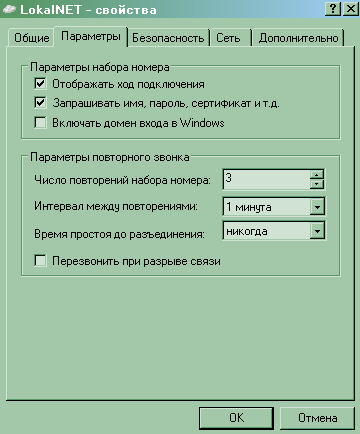 LokalNET - свойства
Общие Параметры Безопасность Сеть Дополнительно
Параметры набора номера
Отображать ход подключения
Запрашивать имя, пароль, сертификат и т.д.
Включать домен входа в Windows
Параметры повторного звонка
Число повторений набора номера: 3
Интервал между повторениями: 1 минута
Время простоя до разъединения: никогда
Перезвонить при разрыве связи
OK Отмена